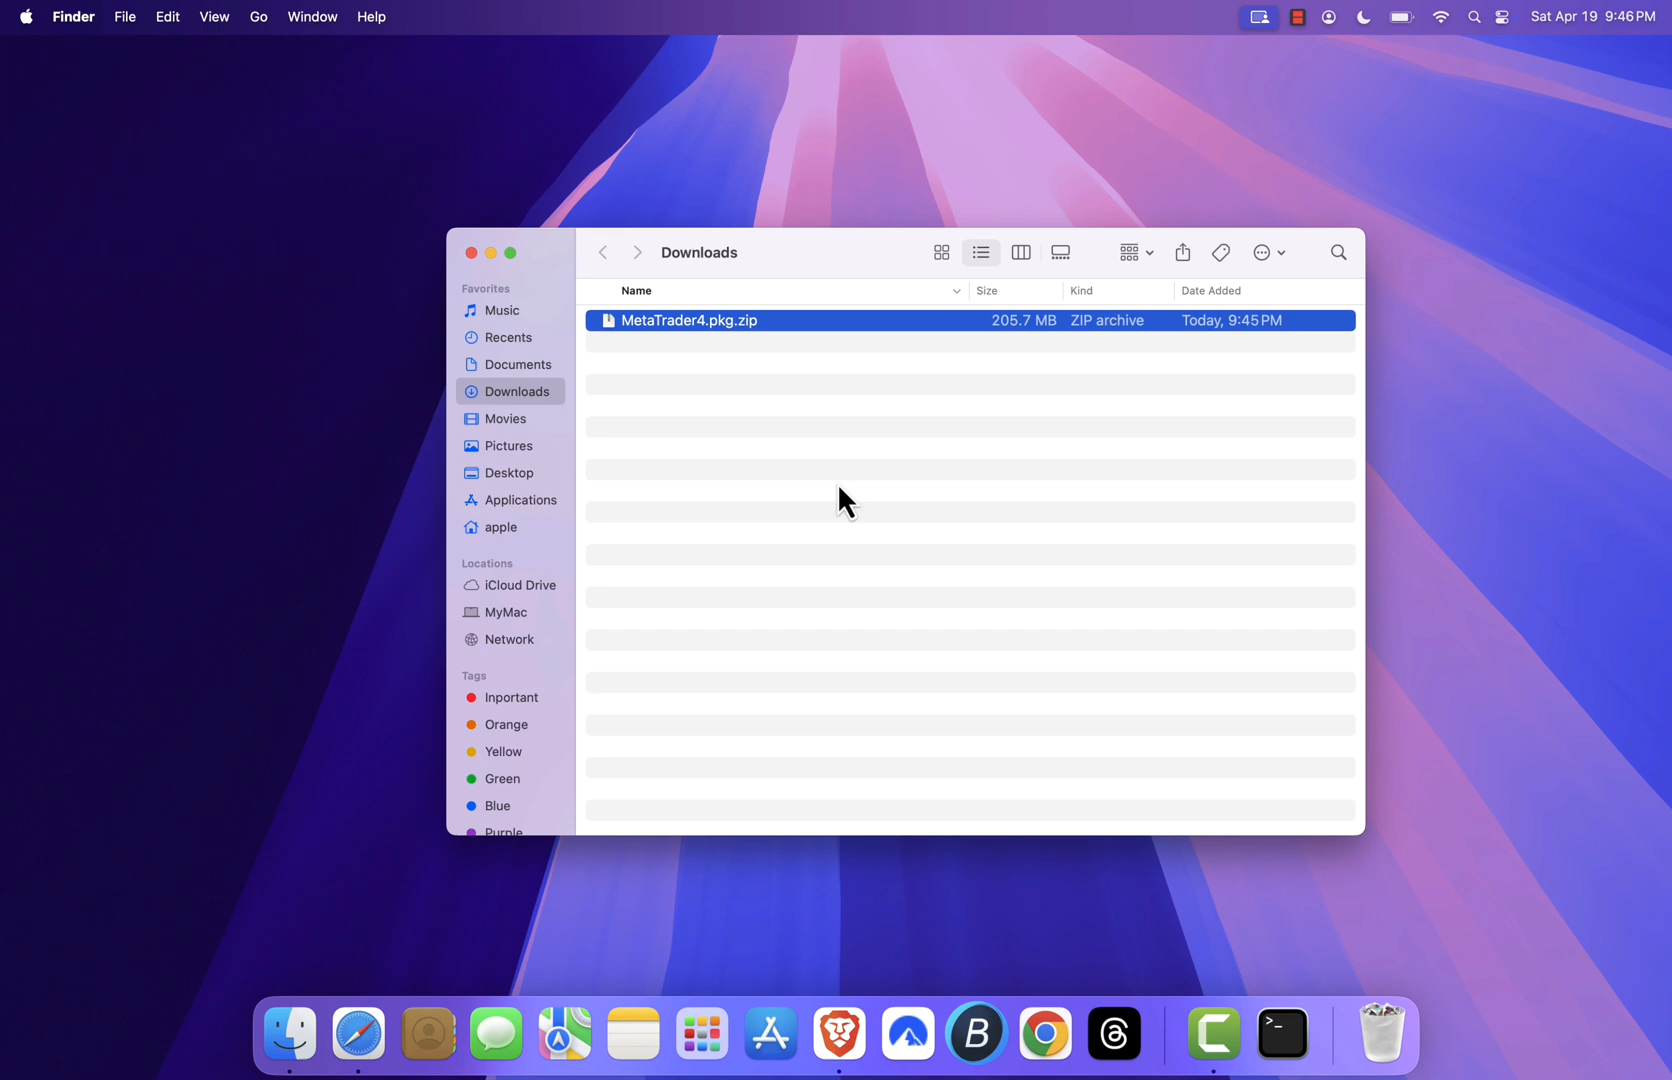 Finder File Edit View Go Window Help Sat Apr 19 9:46 PM
Downloads
Favorites
Music
Recents
Documents
Downloads
Movies
Pictures
Desktop
Applications
apple
Locations
iCloud Drive
MyMac
Network
Tags
Inportant
Orange
Yellow
Green
Blue
Purple
Name Size Kind Date Added
MetaTrader4.pkg.zip 205.7 MB ZIP archive Today, 9:45 PM
B
>_